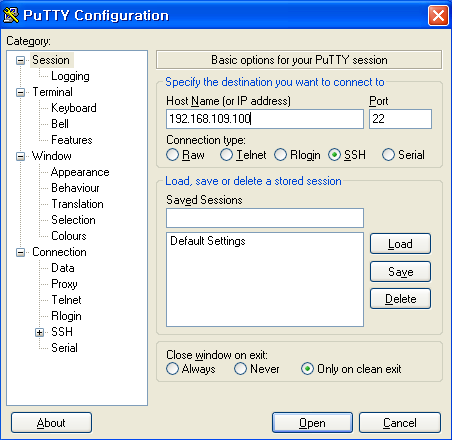 PuTTY Configuration
Category:
Session
Logging
Terminal
Keyboard
Bell
Features
Window
Appearance
Behaviour
Translation
Selection
Colours
Connection
Data
Proxy
Telnet
Rlogin
SSH
Serial
Basic options for your PuTTY session
Specify the destination you want to connect to
Host Name (or IP address) Port
192.168.109.100 22
Connection type:
Raw Telnet Rlogin SSH Serial
Load, save or delete a stored session
Saved Sessions
Default Settings
Load
Save
Delete
Close window on exit:
Always Never Only on clean exit
About Open Cancel